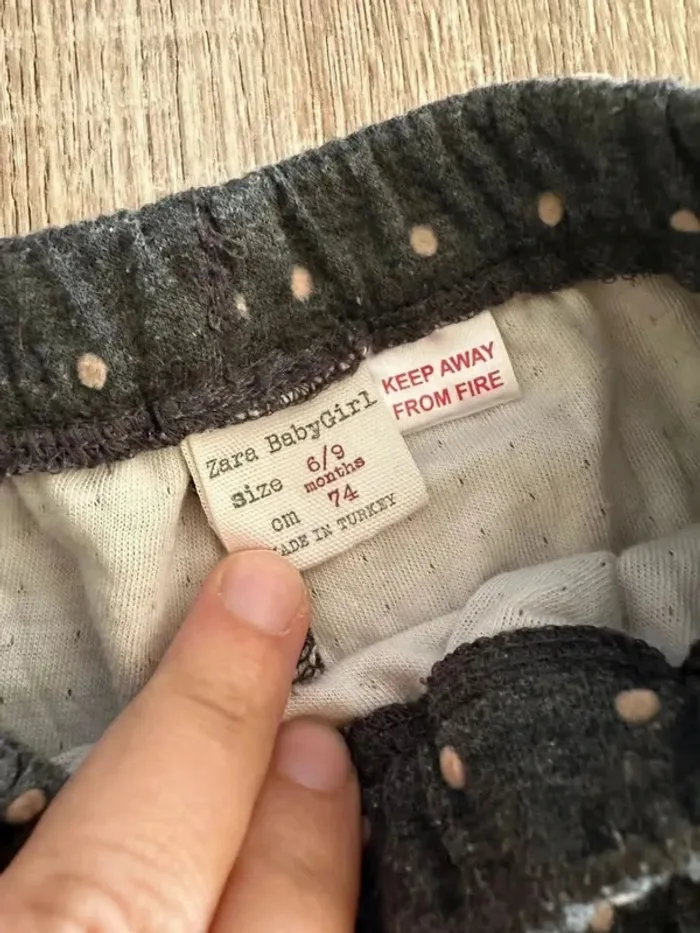 Zara BabyGirl
size 6/9
months
cm 74
ADE IN TURKEY
KEEP AWAY
FROM FIRE